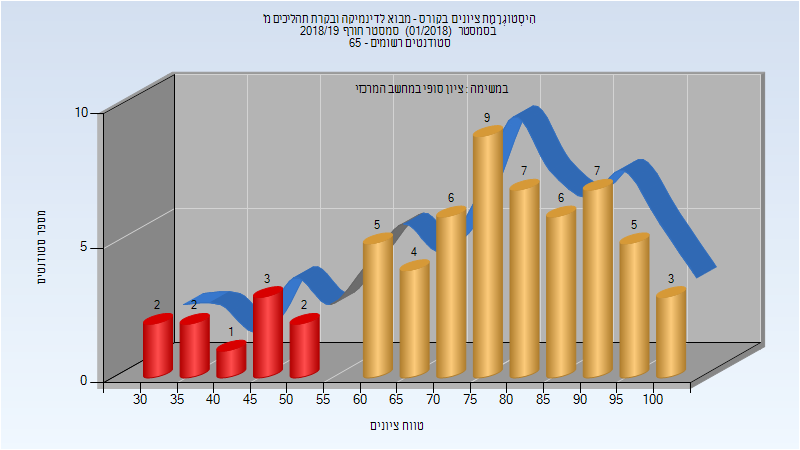 היסטוגרמת ציונים בקורס - מבוא לדינמיקה ובקרת תהליכים מ'
בסמסטר (01/2018) סמסטר חורף 2018/19
סטודנטים רשומים - 65
במשימה : ציון סופי במחשב המרכזי
מספר סטודנטים
10
5
0
2
2
1
3
2
5
4
6
9
7
6
7
5
3
30 35 40 45 50 55 60 65 70 75 80 85 90 95 100
טווח ציונים